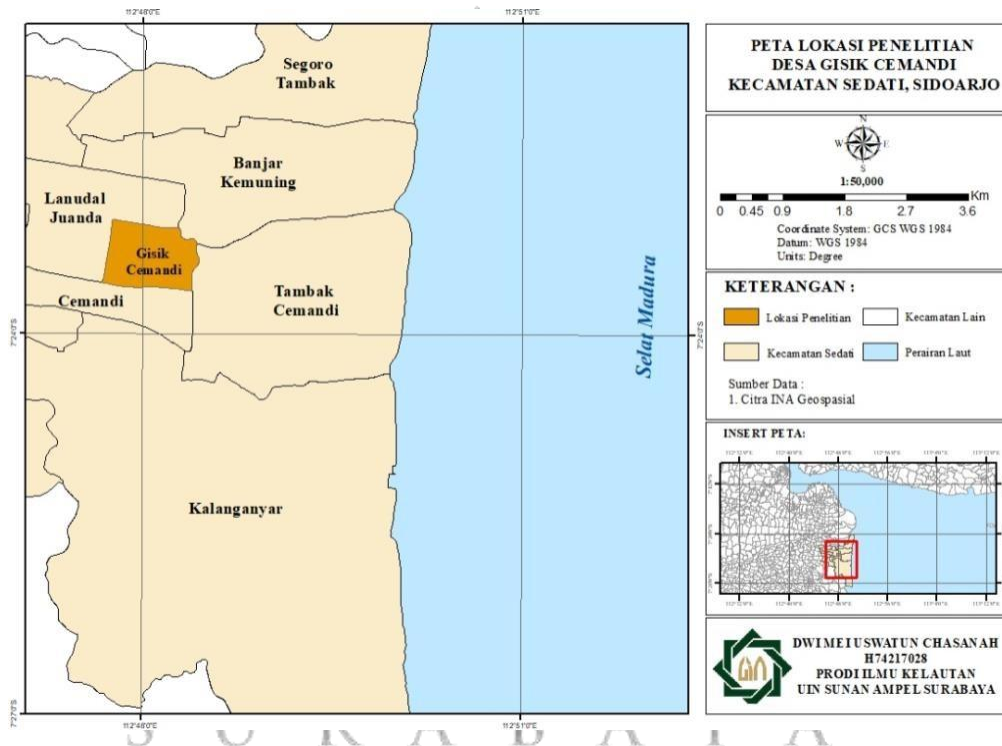 112°48'0"E
112°51'0"E
Segoro
Tambak
Banjar
Kemuning
Lanudal
Juanda
Gisik
Cemandi
Cemandi
Tambak
Cemandi
Selat Madura
7°24'0"S
7°24'0"S
Kalanganyar
7°27'0"S
7°27'0"S
112°48'0"E
112°51'0"E
PETA LOKASI PENELITIAN
DESA GISIK CEMANDI
KECAMATAN SEDATI, SIDOARJO
N
W E
S
1:50,000
Km
0 0.45 0.9 1.8 2.7 3.6
Coordinate System: GCS WGS 1984
Datum: WGS 1984
Units: Degree
KETERANGAN :
Lokasi Penelitian
Kecamatan Lain
Kecamatan Sedati
Perairan Laut
Sumber Data :
1. Citra INA Geospasial
INSERT PETA:
DWI MEI USWATUN CHASANAH
H74217028
PRODI ILMU KELAUTAN
UIN SUNAN AMPEL SURABAYA